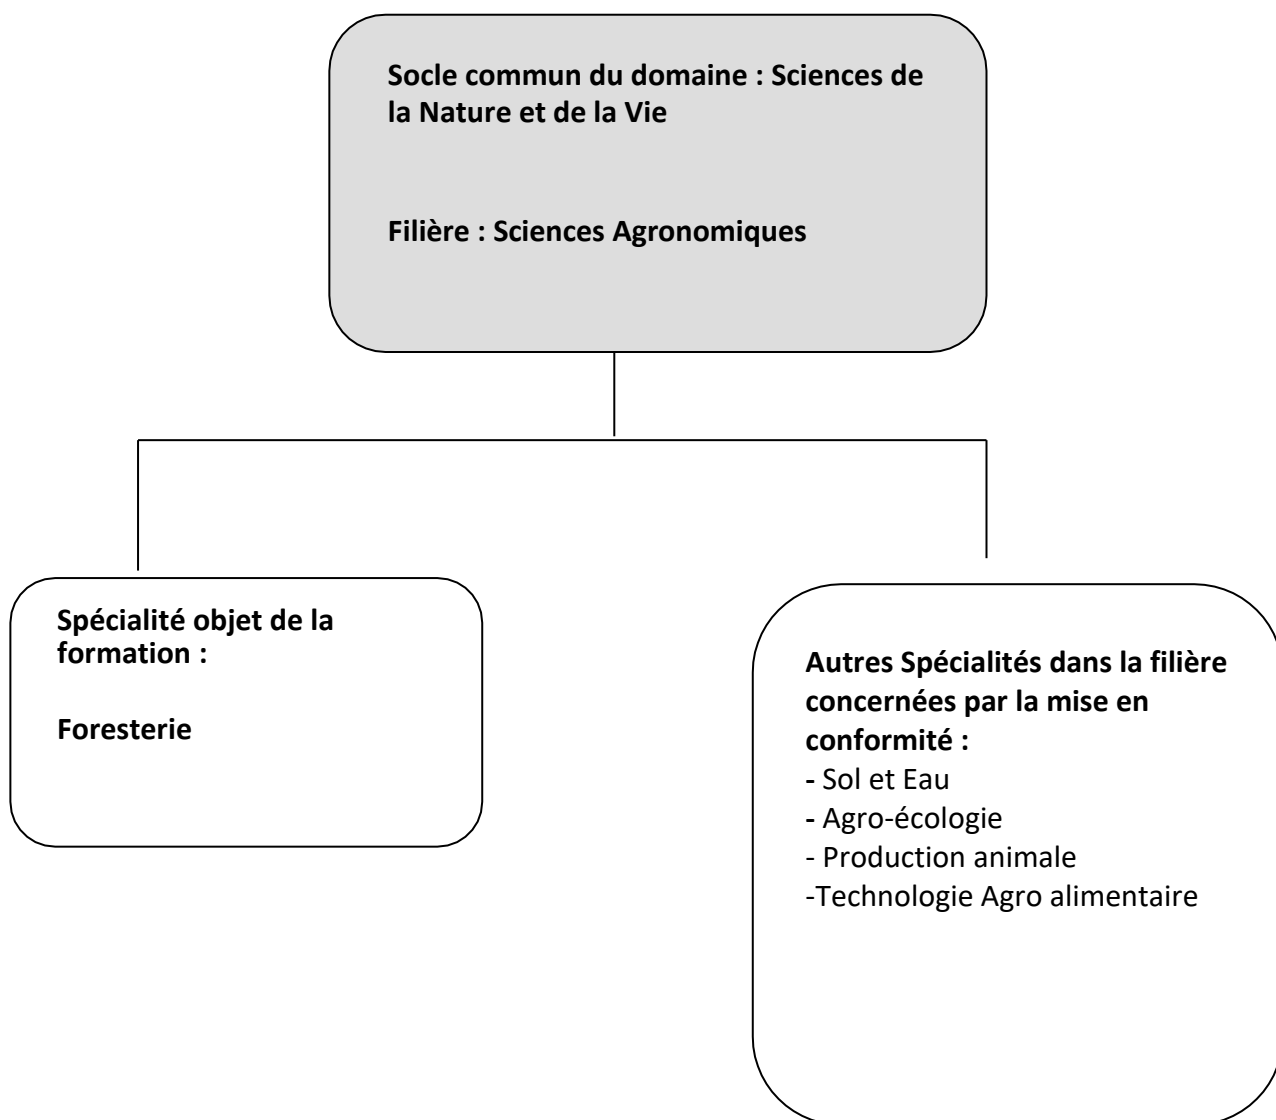 Socle commun du domaine : Sciences de
la Nature et de la Vie
Filière : Sciences Agronomiques
Spécialité objet de la
formation :
Foresterie
Autres Spécialités dans la filière
concernées par la mise en
conformité :
- Sol et Eau
- Agro-écologie
- Production animale
-Technologie Agro alimentaire